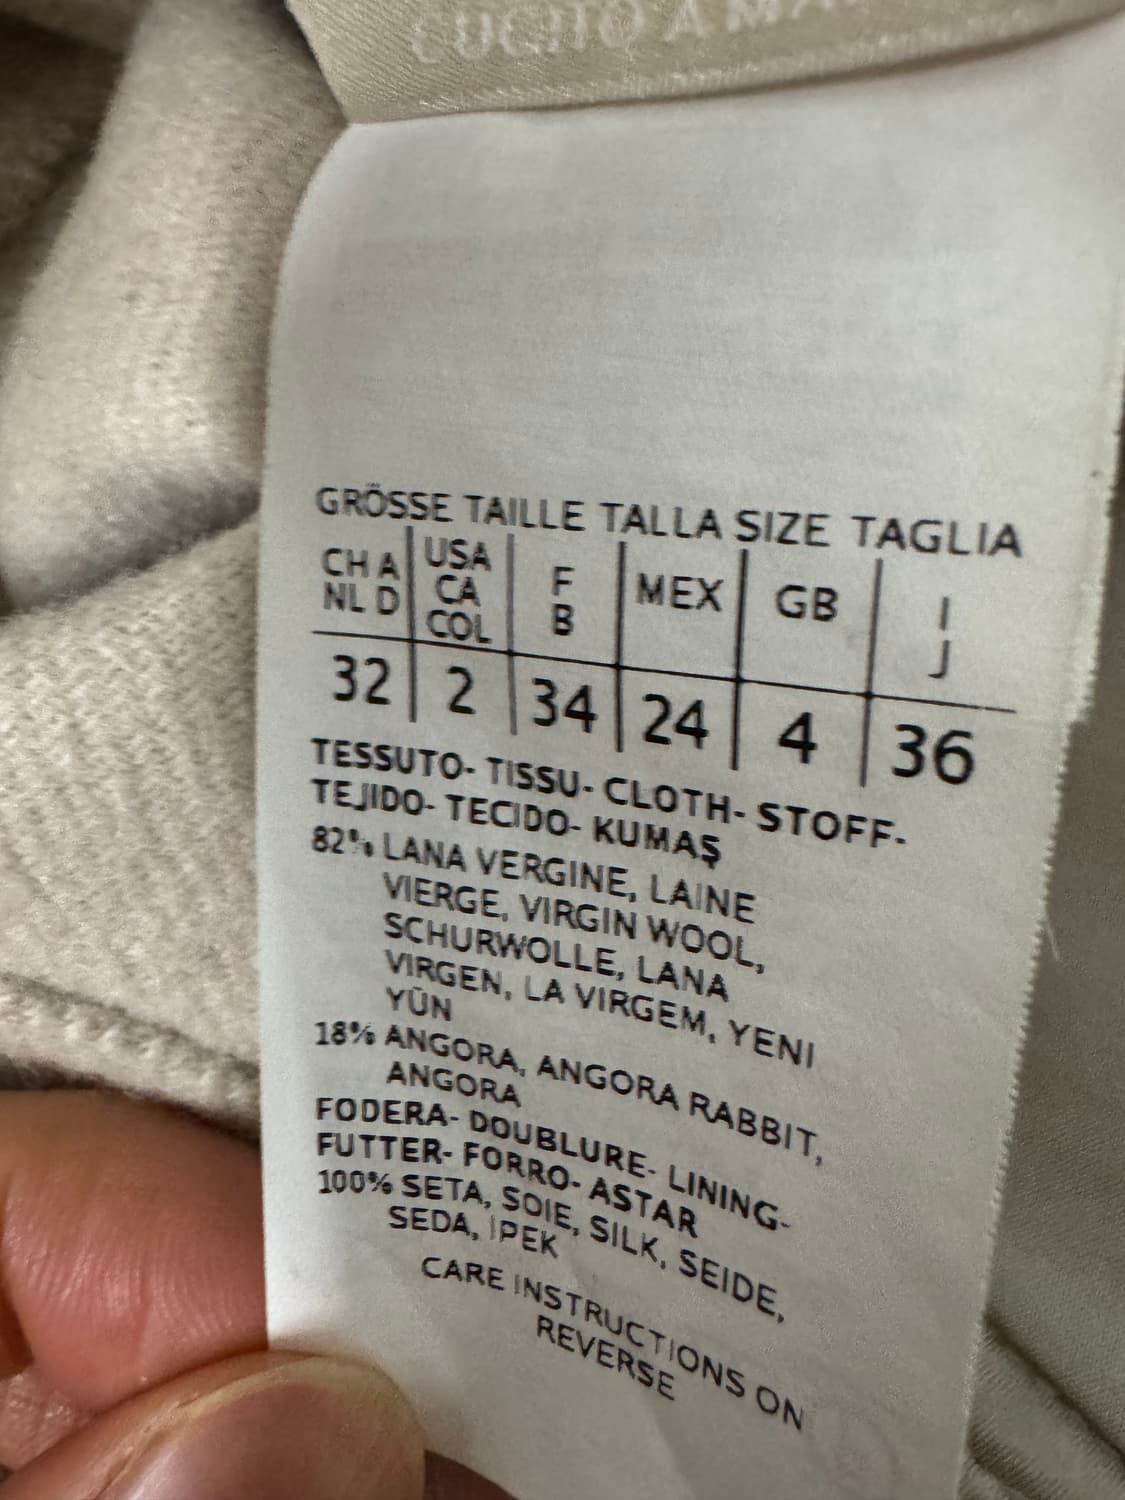 CUCITO A
GRÖSSE TAILLE TALLA SIZE TAGLIA
CH A USA F MEX GB I
NL D CA B J
COL
32 2 34 24 4 36
TESSUTO- TISSU- CLOTH- STOFF-
TEJIDO- TECIDO- KUMAŞ
82% LANA VERGINE, LAINE
VIERGE, VIRGIN WOOL,
SCHURWOLLE, LANA
VIRGEN, LA VIRGEM, YENI
YÜN
18% ANGORA, ANGORA RABBIT,
ANGORA
FODERA- DOUBLURE- LINING-
FUTTER- FORRO- ASTAR
100% SETA, SOIE, SILK, SEIDE,
SEDA, İPEK
CARE INSTRUCTIONS ON
REVERSE